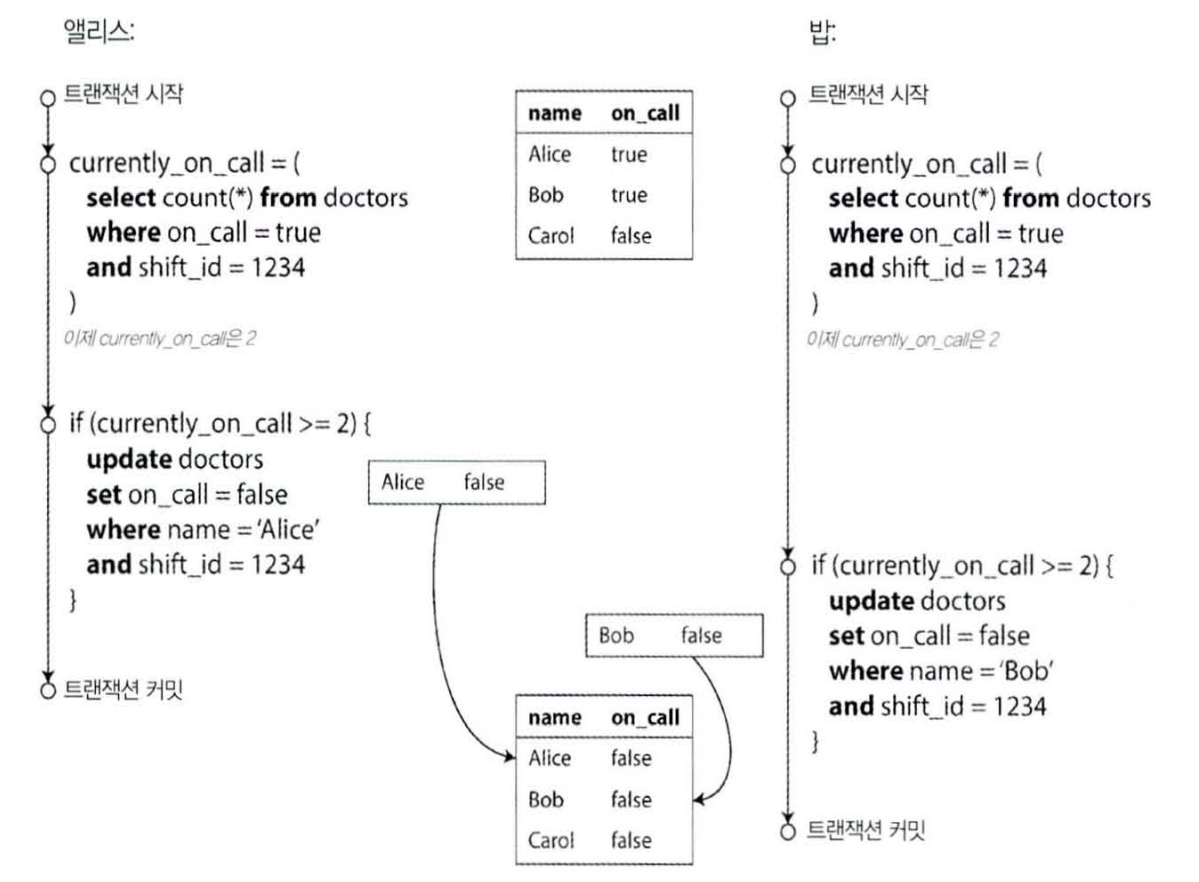 앨리스:
트랜잭션 시작
currently_on_call = (
select count(*) from doctors
where on_call = true
and shift_id = 1234
)
이제 currently_on_call은 2
if (currently_on_call >= 2) {
update doctors
set on_call = false
where name = ‘Alice’
and shift_id = 1234
}
트랜잭션 커밋
name on_call
Alice true
Bob true
Carol false
Alice false
Bob false
name on_call
Alice false
Bob false
Carol false
밥:
트랜잭션 시작
currently_on_call = (
select count(*) from doctors
where on_call = true
and shift_id = 1234
)
이제 currently_on_call은 2
if (currently_on_call >= 2) {
update doctors
set on_call = false
where name = ‘Bob’
and shift_id = 1234
}
트랜잭션 커밋